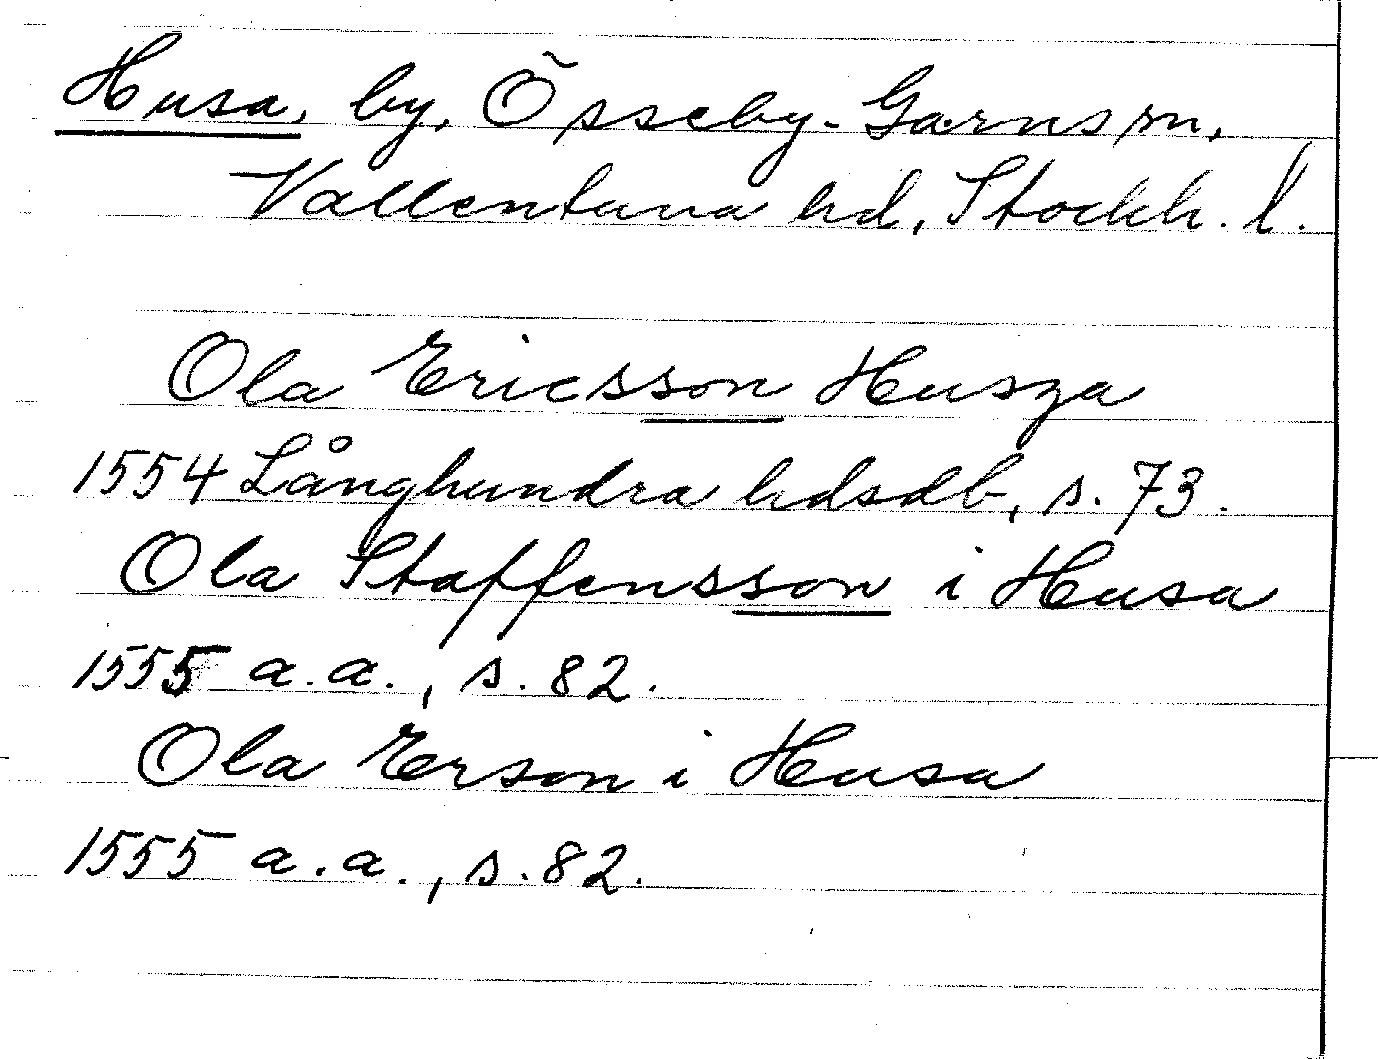 Husa, by, Össeby-Garns sn,
Vallentuna hd, Stockh. l.
Ola Ericsson Husza
1554 Långhundra hdsdb, s. 73.
Ola Staffensson i Husa
1555 a.a., s. 82.
Ola Erson i Husa
1555 a.a., s. 82.